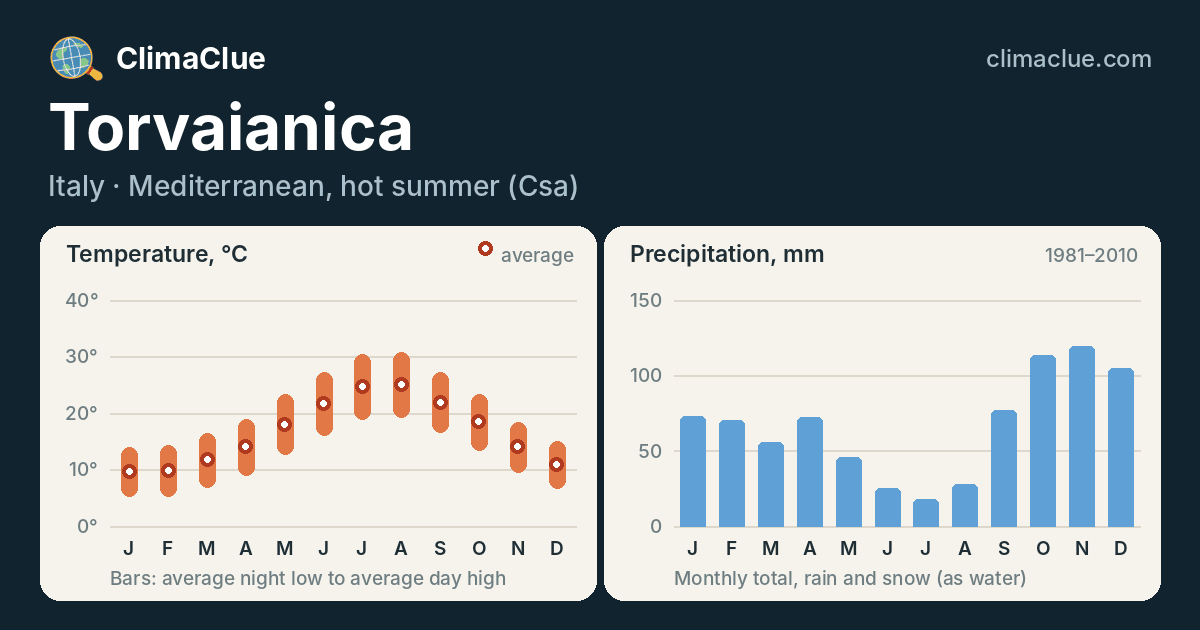 ClimaClue
climaclue.com
Torvaianica
Italy · Mediterranean, hot summer (Csa)
Temperature, °C
average
40°
30°
20°
10°
0°
J F M A M J J A S O N D
Bars: average night low to average day high
Precipitation, mm
1981–2010
150
100
50
0
J F M A M J J A S O N D
Monthly total, rain and snow (as water)